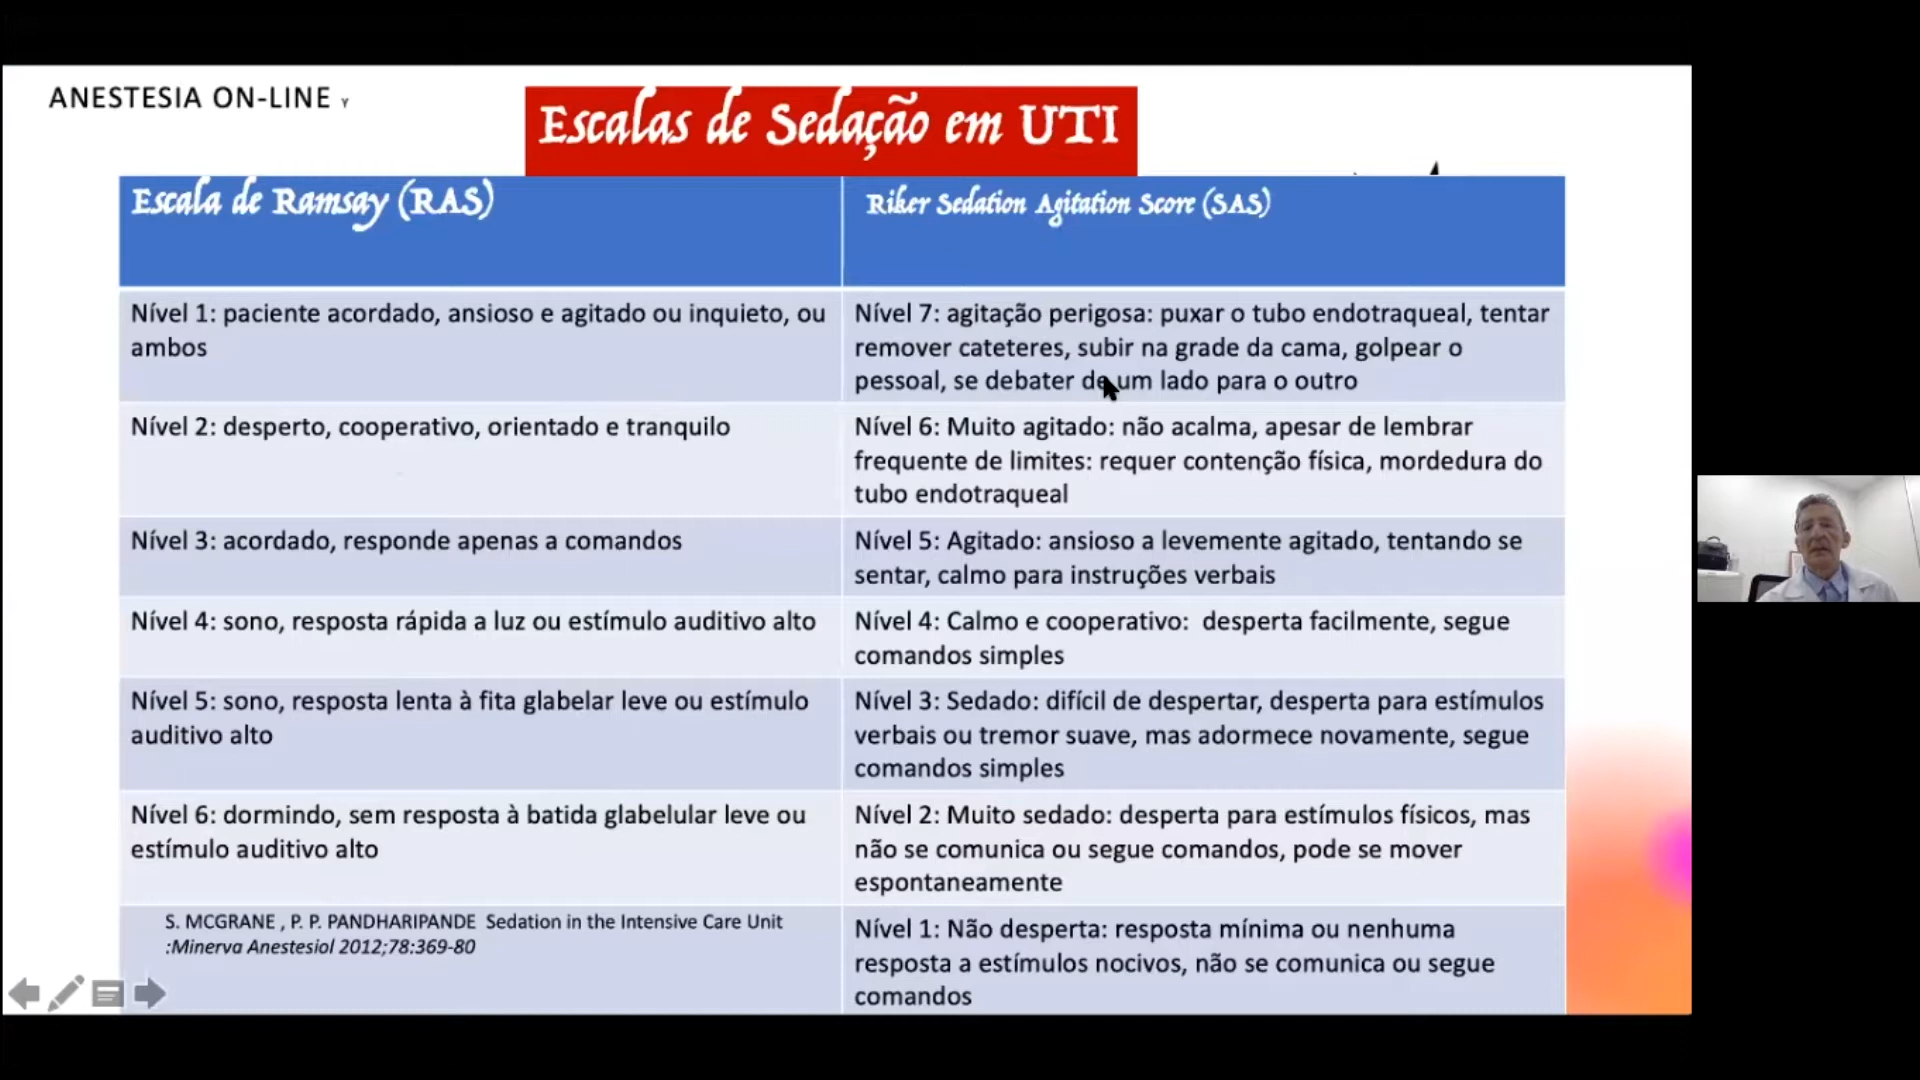 ANESTESIA ON-LINE Y
Escalas de Sedação em UTI
Escala de Ramsay (RAS)
Riker Sedation Agitation Score (SAS)
Nível 1: paciente acordado, ansioso e agitado ou inquieto, ou
ambos
Nível 7: agitação perigosa: puxar o tubo endotraqueal, tentar
remover cateteres, subir na grade da cama, golpear o
pessoal, se debater de um lado para o outro
Nível 2: desperto, cooperativo, orientado e tranquilo
Nível 6: Muito agitado: não acalma, apesar de lembrar
frequente de limites: requer contenção física, mordedura do
tubo endotraqueal
Nível 3: acordado, responde apenas a comandos
Nível 5: Agitado: ansioso a levemente agitado, tentando se
sentar, calmo para instruções verbais
Nível 4: sono, resposta rápida a luz ou estímulo auditivo alto
Nível 4: Calmo e cooperativo: desperta facilmente, segue
comandos simples
Nível 5: sono, resposta lenta à fita glabelar leve ou estímulo
auditivo alto
Nível 3: Sedado: difícil de despertar, desperta para estímulos
verbais ou tremor suave, mas adormece novamente, segue
comandos simples
Nível 6: dormindo, sem resposta à batida glabelular leve ou
estímulo auditivo alto
Nível 2: Muito sedado: desperta para estímulos físicos, mas
não se comunica ou segue comandos, pode se mover
espontaneamente
S. MCGRANE , P. P. PANDHARIPANDE Sedation in the Intensive Care Unit
:Minerva Anestesiol 2012;78:369-80
Nível 1: Não desperta: resposta mínima ou nenhuma
resposta a estímulos nocivos, não se comunica ou segue
comandos